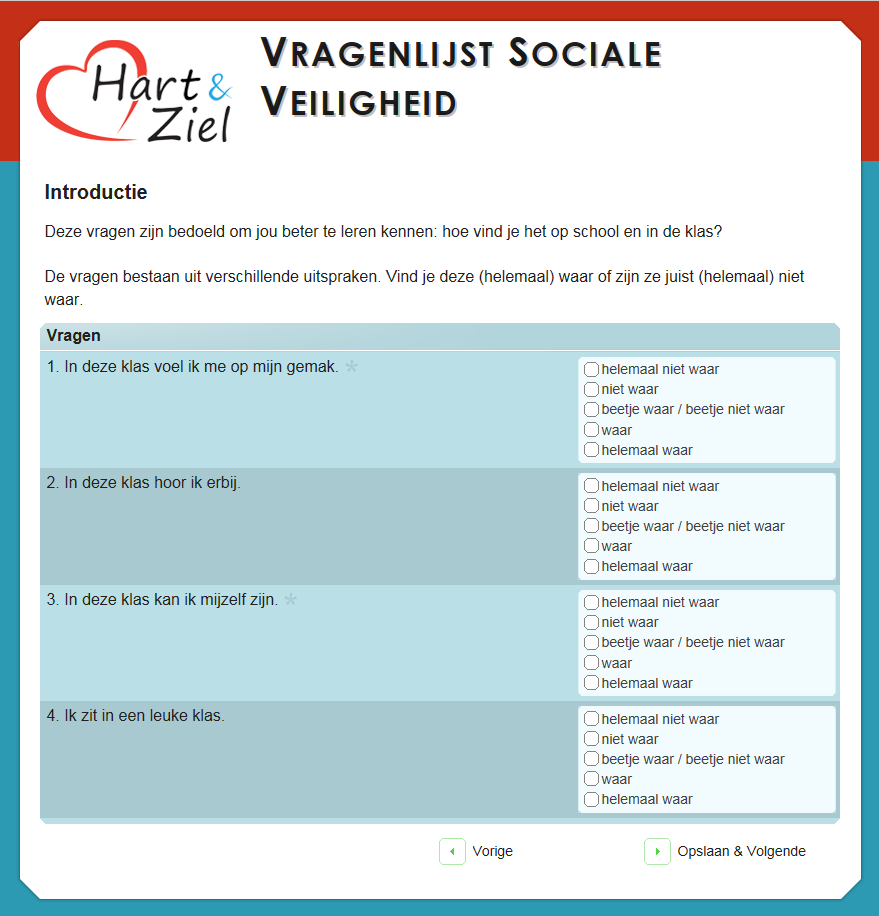 Hart &
Ziel
VRAGENLIJST SOCIALE
VEILIGHEID
Introductie
Deze vragen zijn bedoeld om jou beter te leren kennen: hoe vind je het op school en in de klas?
De vragen bestaan uit verschillende uitspraken. Vind je deze (helemaal) waar of zijn ze juist (helemaal) niet
waar.
Vragen
1. In deze klas voel ik me op mijn gemak. *
helemaal niet waar
niet waar
beetje waar / beetje niet waar
waar
helemaal waar
2. In deze klas hoor ik erbij.
helemaal niet waar
niet waar
beetje waar / beetje niet waar
waar
helemaal waar
3. In deze klas kan ik mijzelf zijn. *
helemaal niet waar
niet waar
beetje waar / beetje niet waar
waar
helemaal waar
4. Ik zit in een leuke klas.
helemaal niet waar
niet waar
beetje waar / beetje niet waar
waar
helemaal waar
Vorige
Opslaan & Volgende